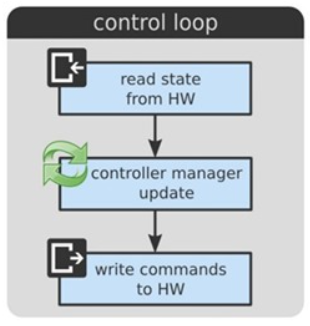 control loop
read state
from HW
controller manager
update
write commands
to HW